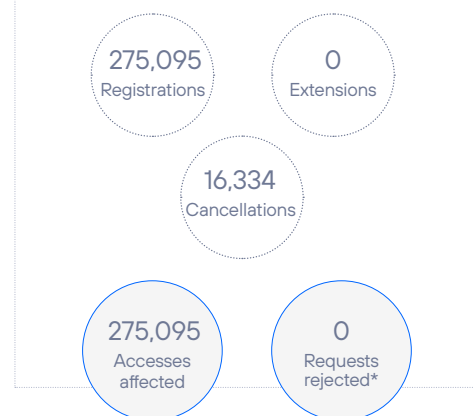 275,095
Registrations
0
Extensions
16,334
Cancellations
275,095
Accesses
affected
0
Requests
rejected*